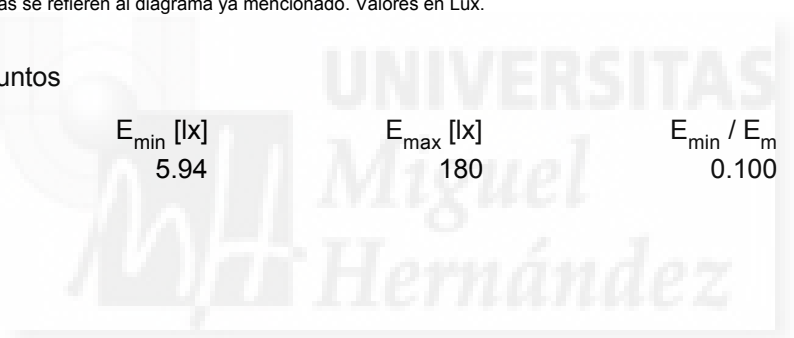 as se refieren al diagrama ya mencionado. Valores en Lux.
untos
UNIVERSITAS
Miguel
Hernández
E_min [lx] E_max [lx] E_min / E_m
5.94 180 0.100